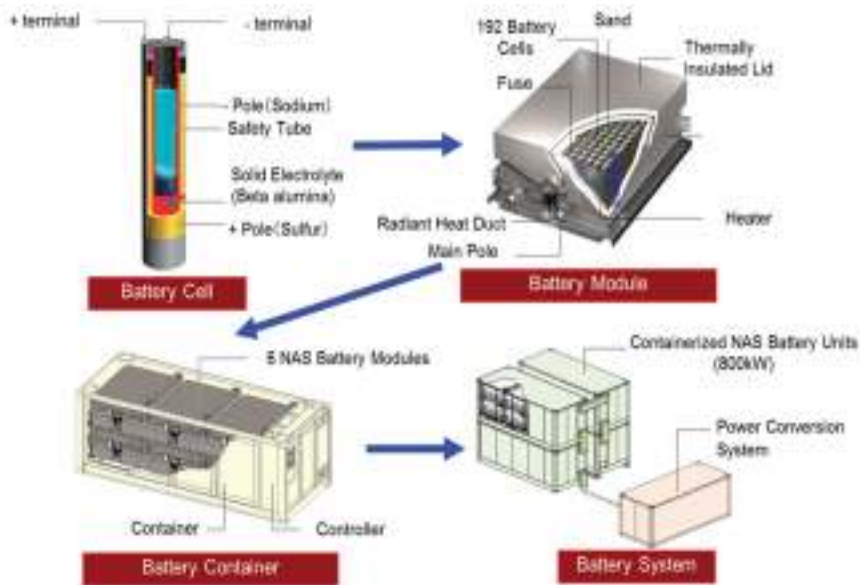 + terminal
- terminal
- Pole(Sodium)
Safety Tube
Solid Electrolyte
(Beta alumina)
+ Pole(Sulfur)
Battery Cell
192 Battery
Cells
Sand
Fuse
Thermally
Insulated Lid
Radiant Heat Duct
Main Pole
Heater
Battery Module
6 NAS Battery Modules
Container
Controller
Battery Container
Containerized NAS Battery Units
(800kW)
Power Conversion
System
Battery System